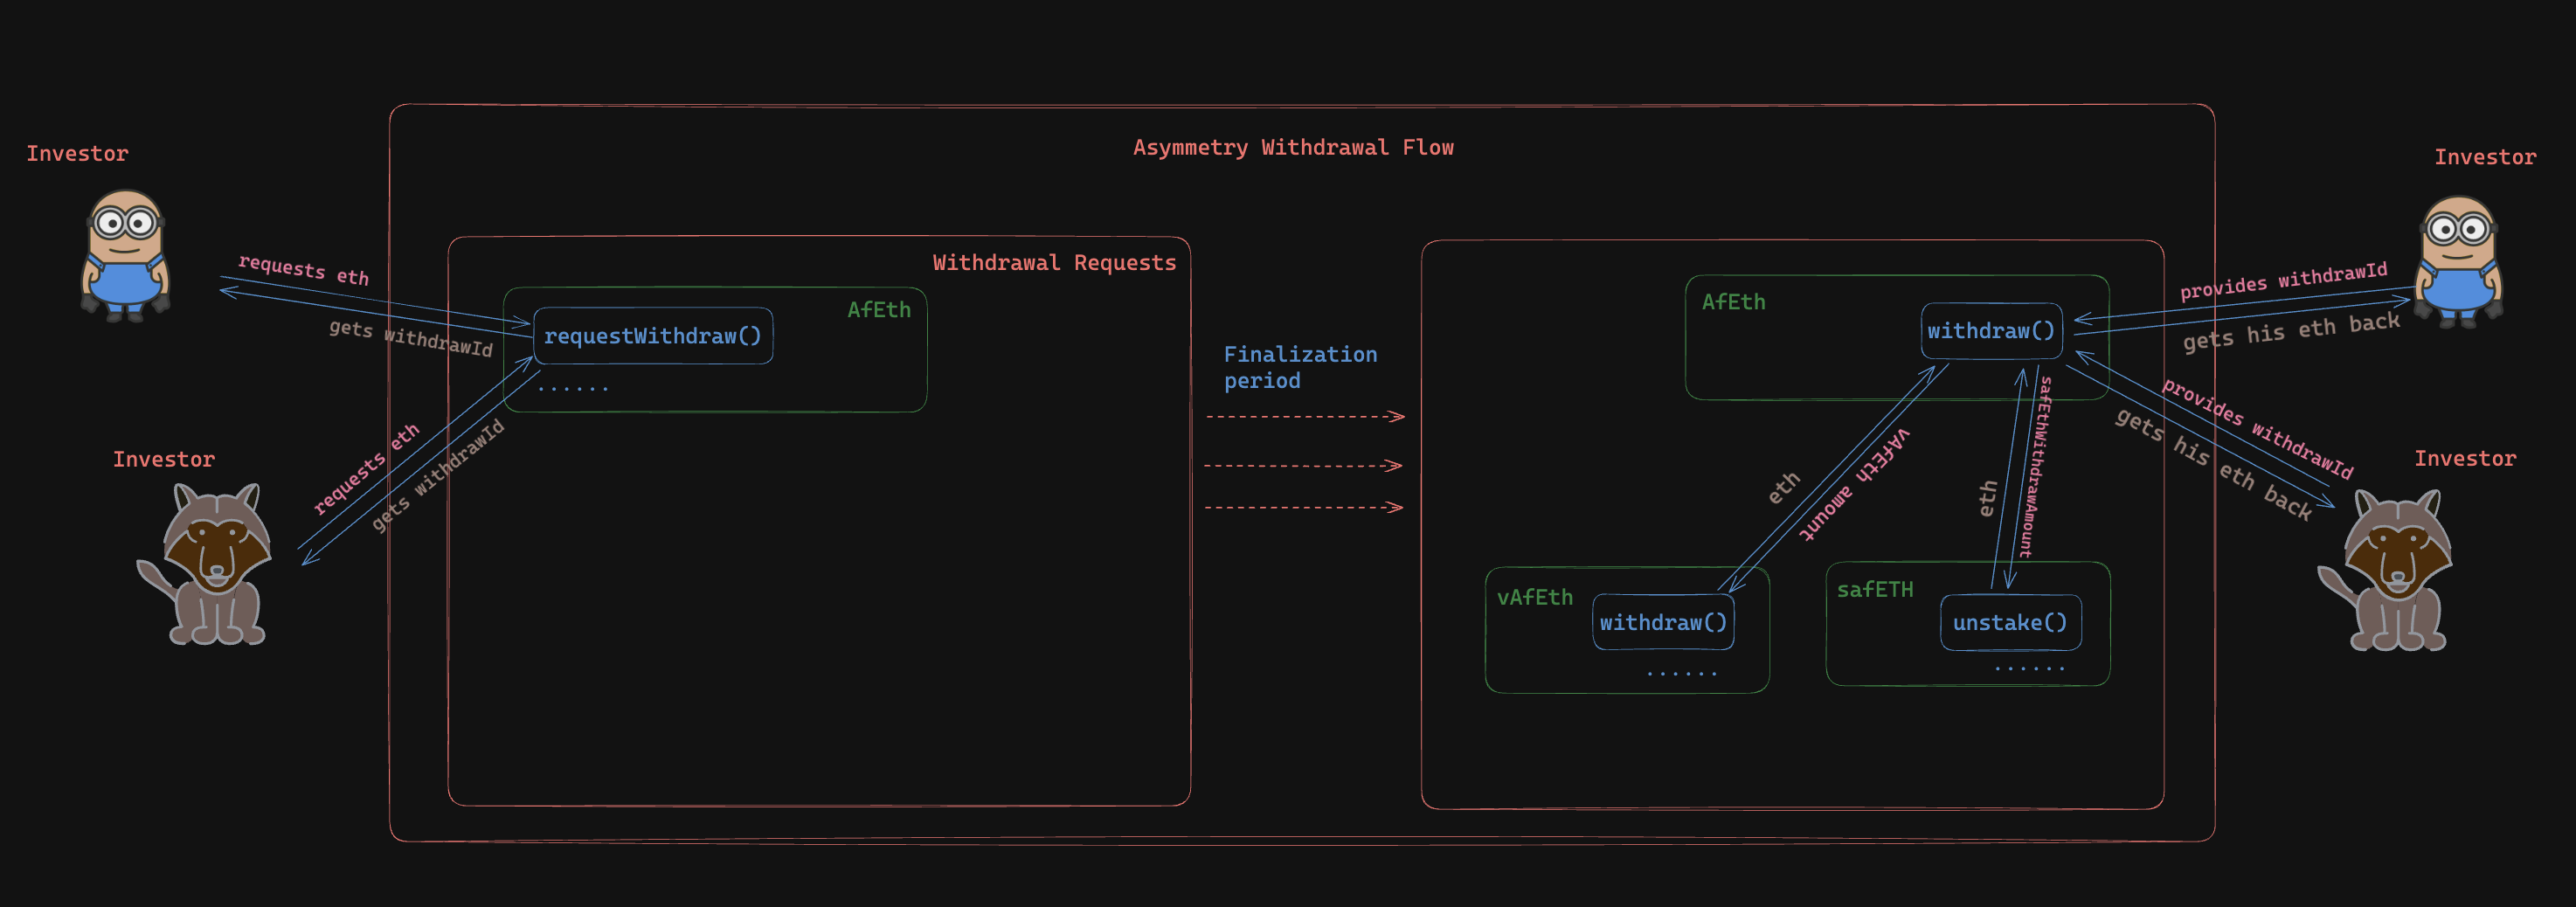 Asymmetry Withdrawal Flow
Investor
requests eth
gets withdrawId
Investor
requests eth
gets withdrawId
Withdrawal Requests
AfEth
requestWithdraw()
......
Finalization
period
AfEth
withdraw()
eth
vAfEth amount
eth
safEthWithdrawAmount
vAfEth
withdraw()
......
safETH
unstake()
......
Investor
provides withdrawId
gets his eth back
provides withdrawId
gets his eth back
Investor